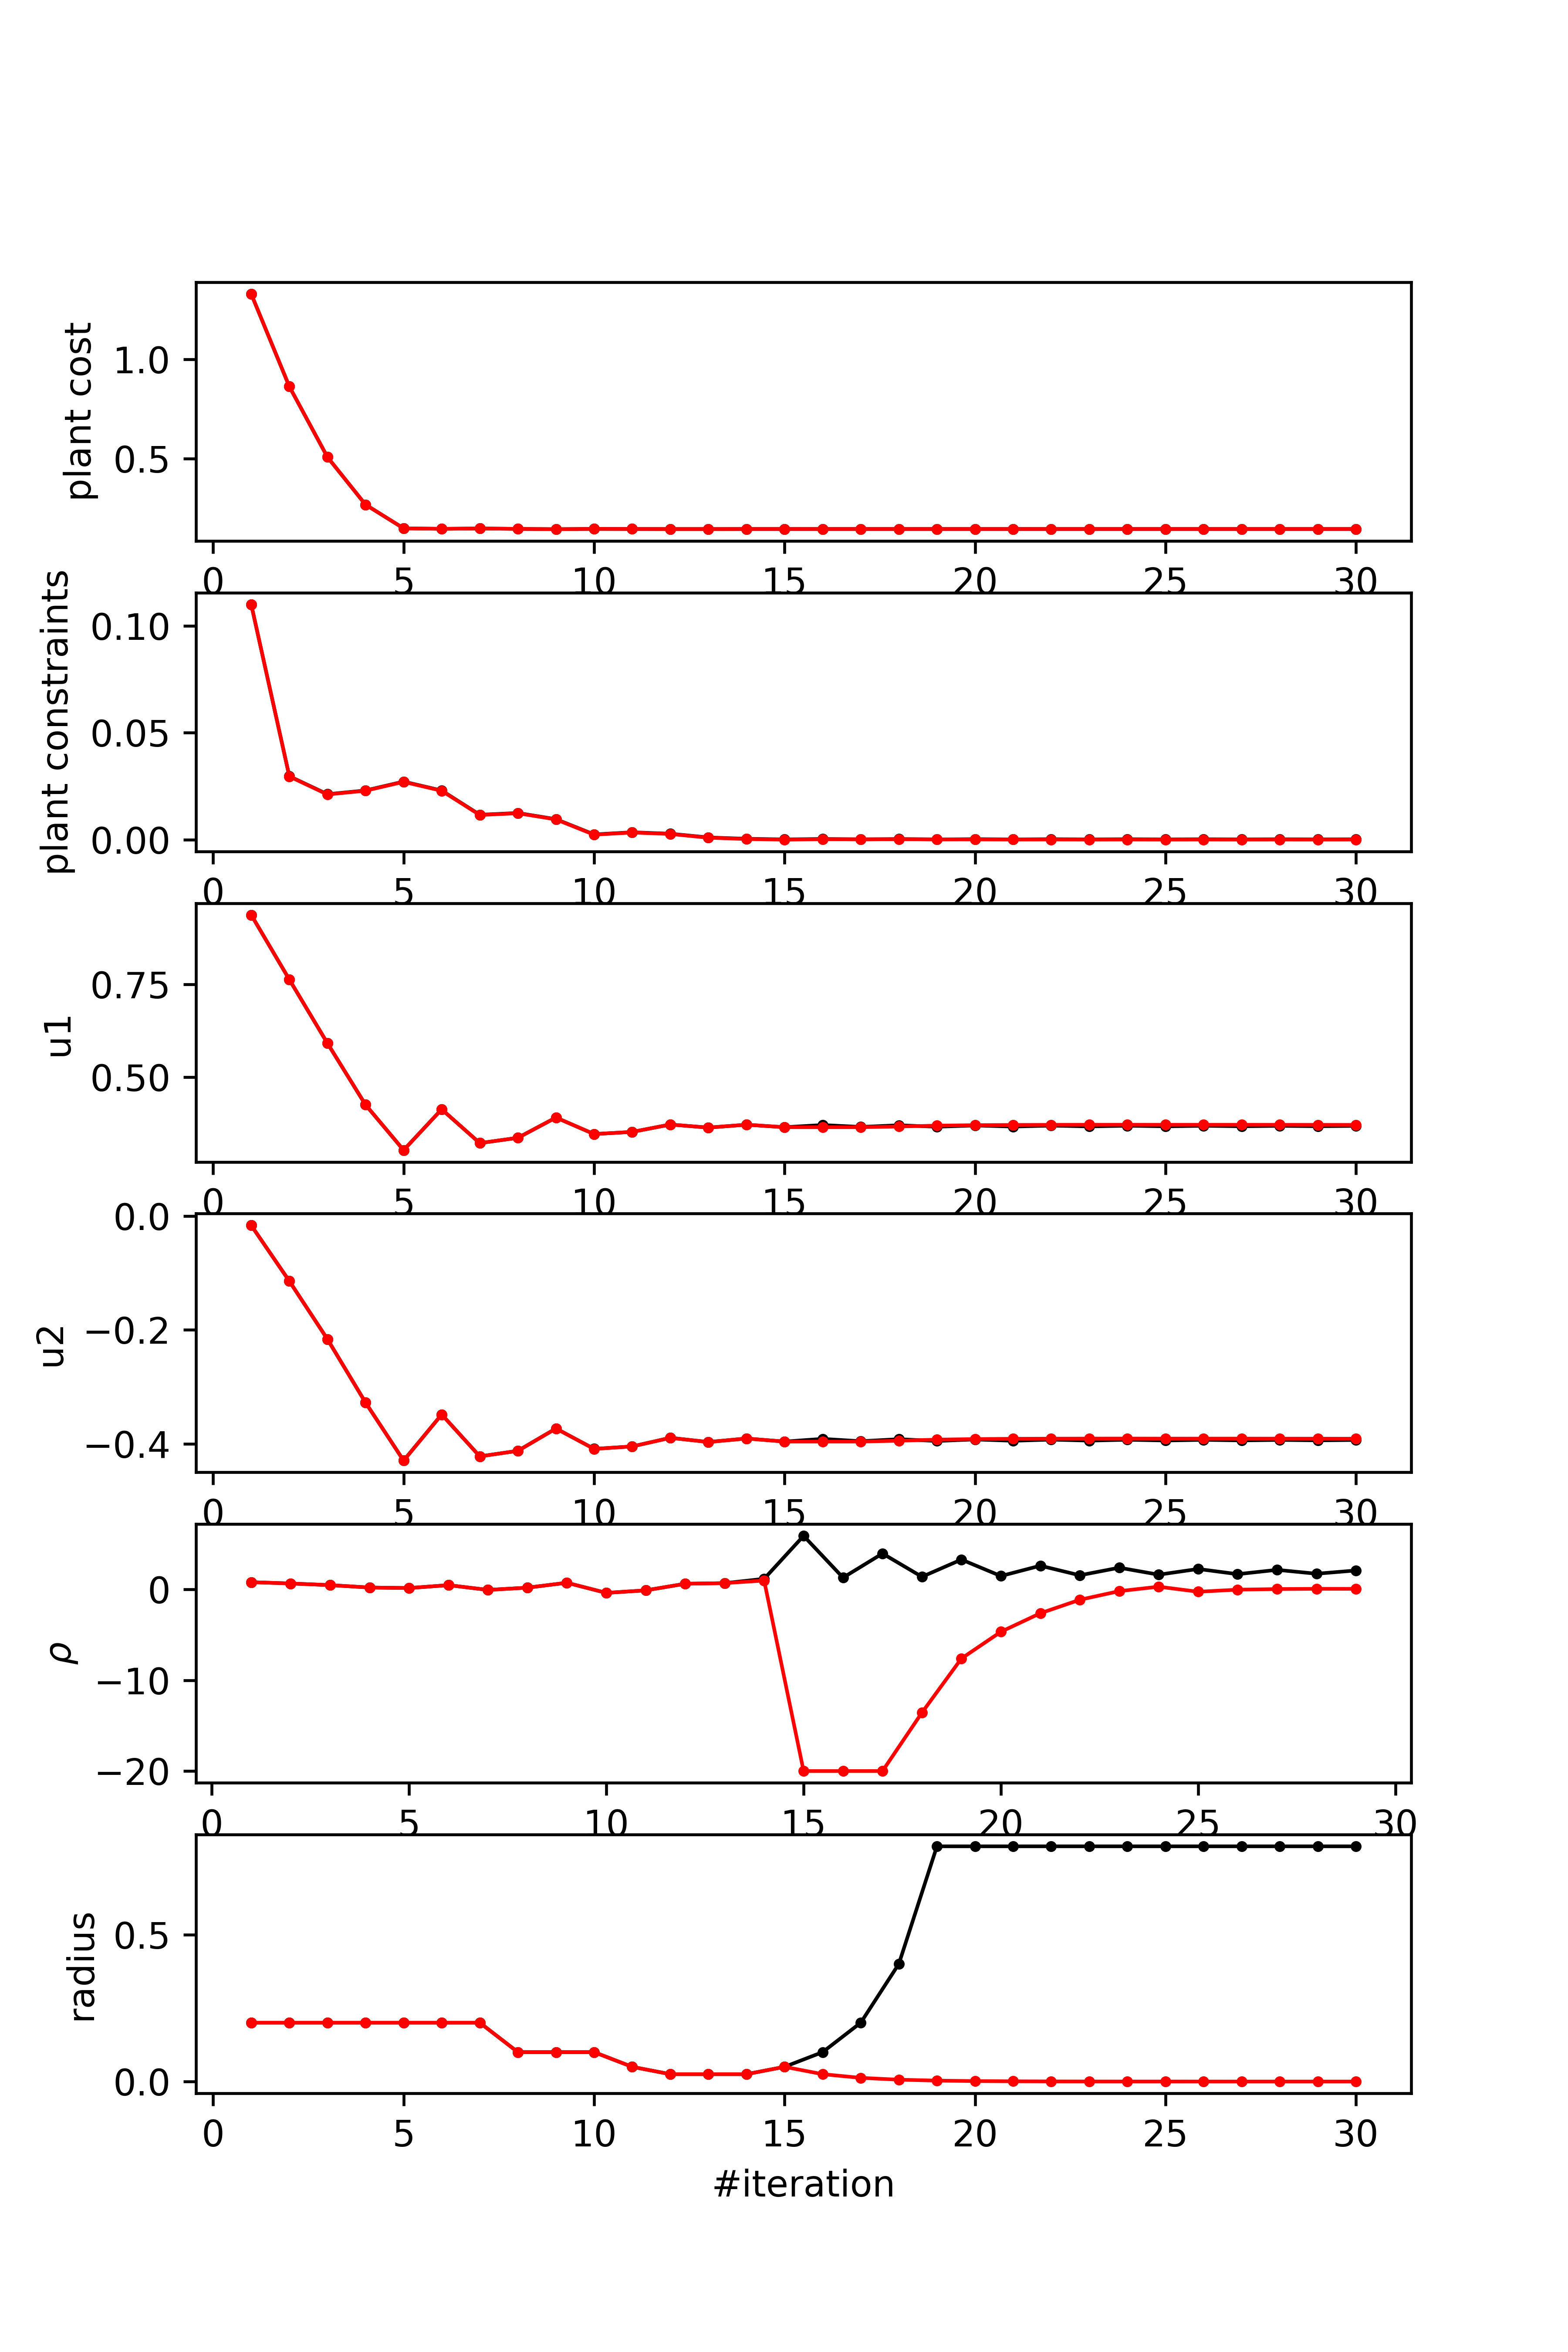 plant cost
1.0
0.5
0 5 10 15 20 25 30
plant constraints
0.10
0.05
0.00
0 5 10 15 20 25 30
u1
0.75
0.50
0 5 10 15 20 25 30
u2
0.0
−0.2
−0.4
0 5 10 15 20 25 30
ρ
0
−10
−20
0 5 10 15 20 25 30
radius
0.5
0.0
0 5 10 15 20 25 30
#iteration